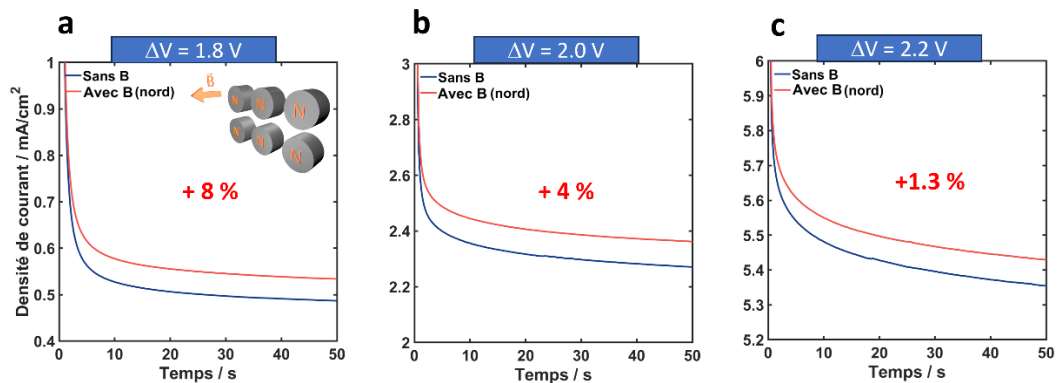 a
ΔV = 1.8 V
Sans B
Avec B (nord)
B
N N N
N N N
+ 8 %
Densité de courant / mA/cm²
1
0.9
0.8
0.7
0.6
0.5
0.4
0 10 20 30 40 50
Temps / s
b
ΔV = 2.0 V
Sans B
Avec B (nord)
+ 4 %
3
2.8
2.6
2.4
2.2
2
0 10 20 30 40 50
Temps / s
c
ΔV = 2.2 V
Sans B
Avec B (nord)
+1.3 %
6
5.9
5.8
5.7
5.6
5.5
5.4
5.3
5.2
0 10 20 30 40 50
Temps / s